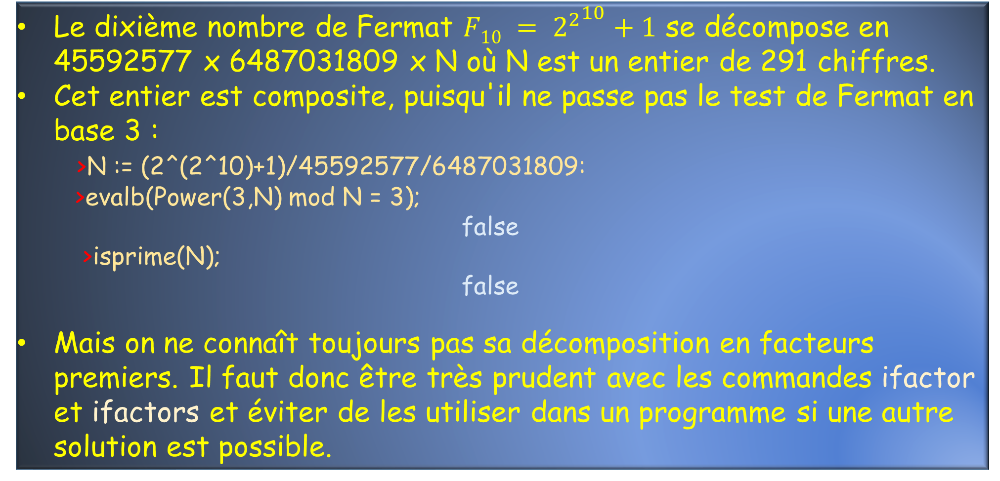 • Le dixième nombre de Fermat $F_{10} = 2^{2^{10}} + 1$ se décompose en
45592577 x 6487031809 x N où N est un entier de 291 chiffres.
• Cet entier est composite, puisqu'il ne passe pas le test de Fermat en
base 3 :
>N := (2^(2^10)+1)/45592577/6487031809:
>evalb(Power(3,N) mod N = 3);
false
>isprime(N);
false
• Mais on ne connaît toujours pas sa décomposition en facteurs
premiers. Il faut donc être très prudent avec les commandes ifactor
et ifactors et éviter de les utiliser dans un programme si une autre
solution est possible.